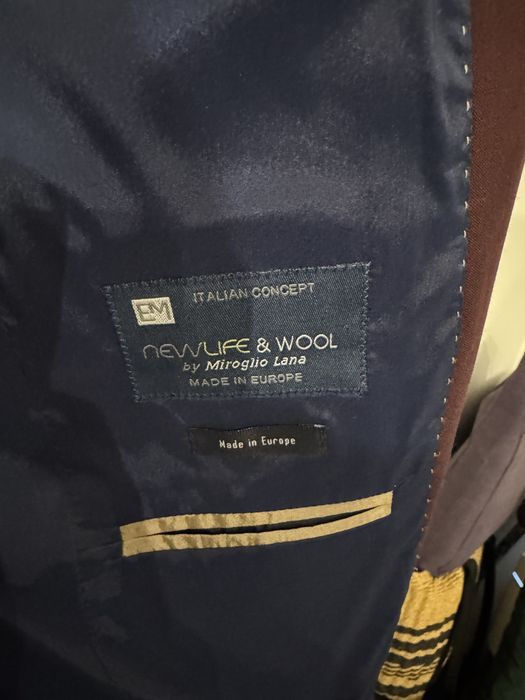 EM
ITALIAN CONCEPT
NEWLIFE & WOOL
by Miroglio Lana
MADE IN EUROPE
Made in Europe